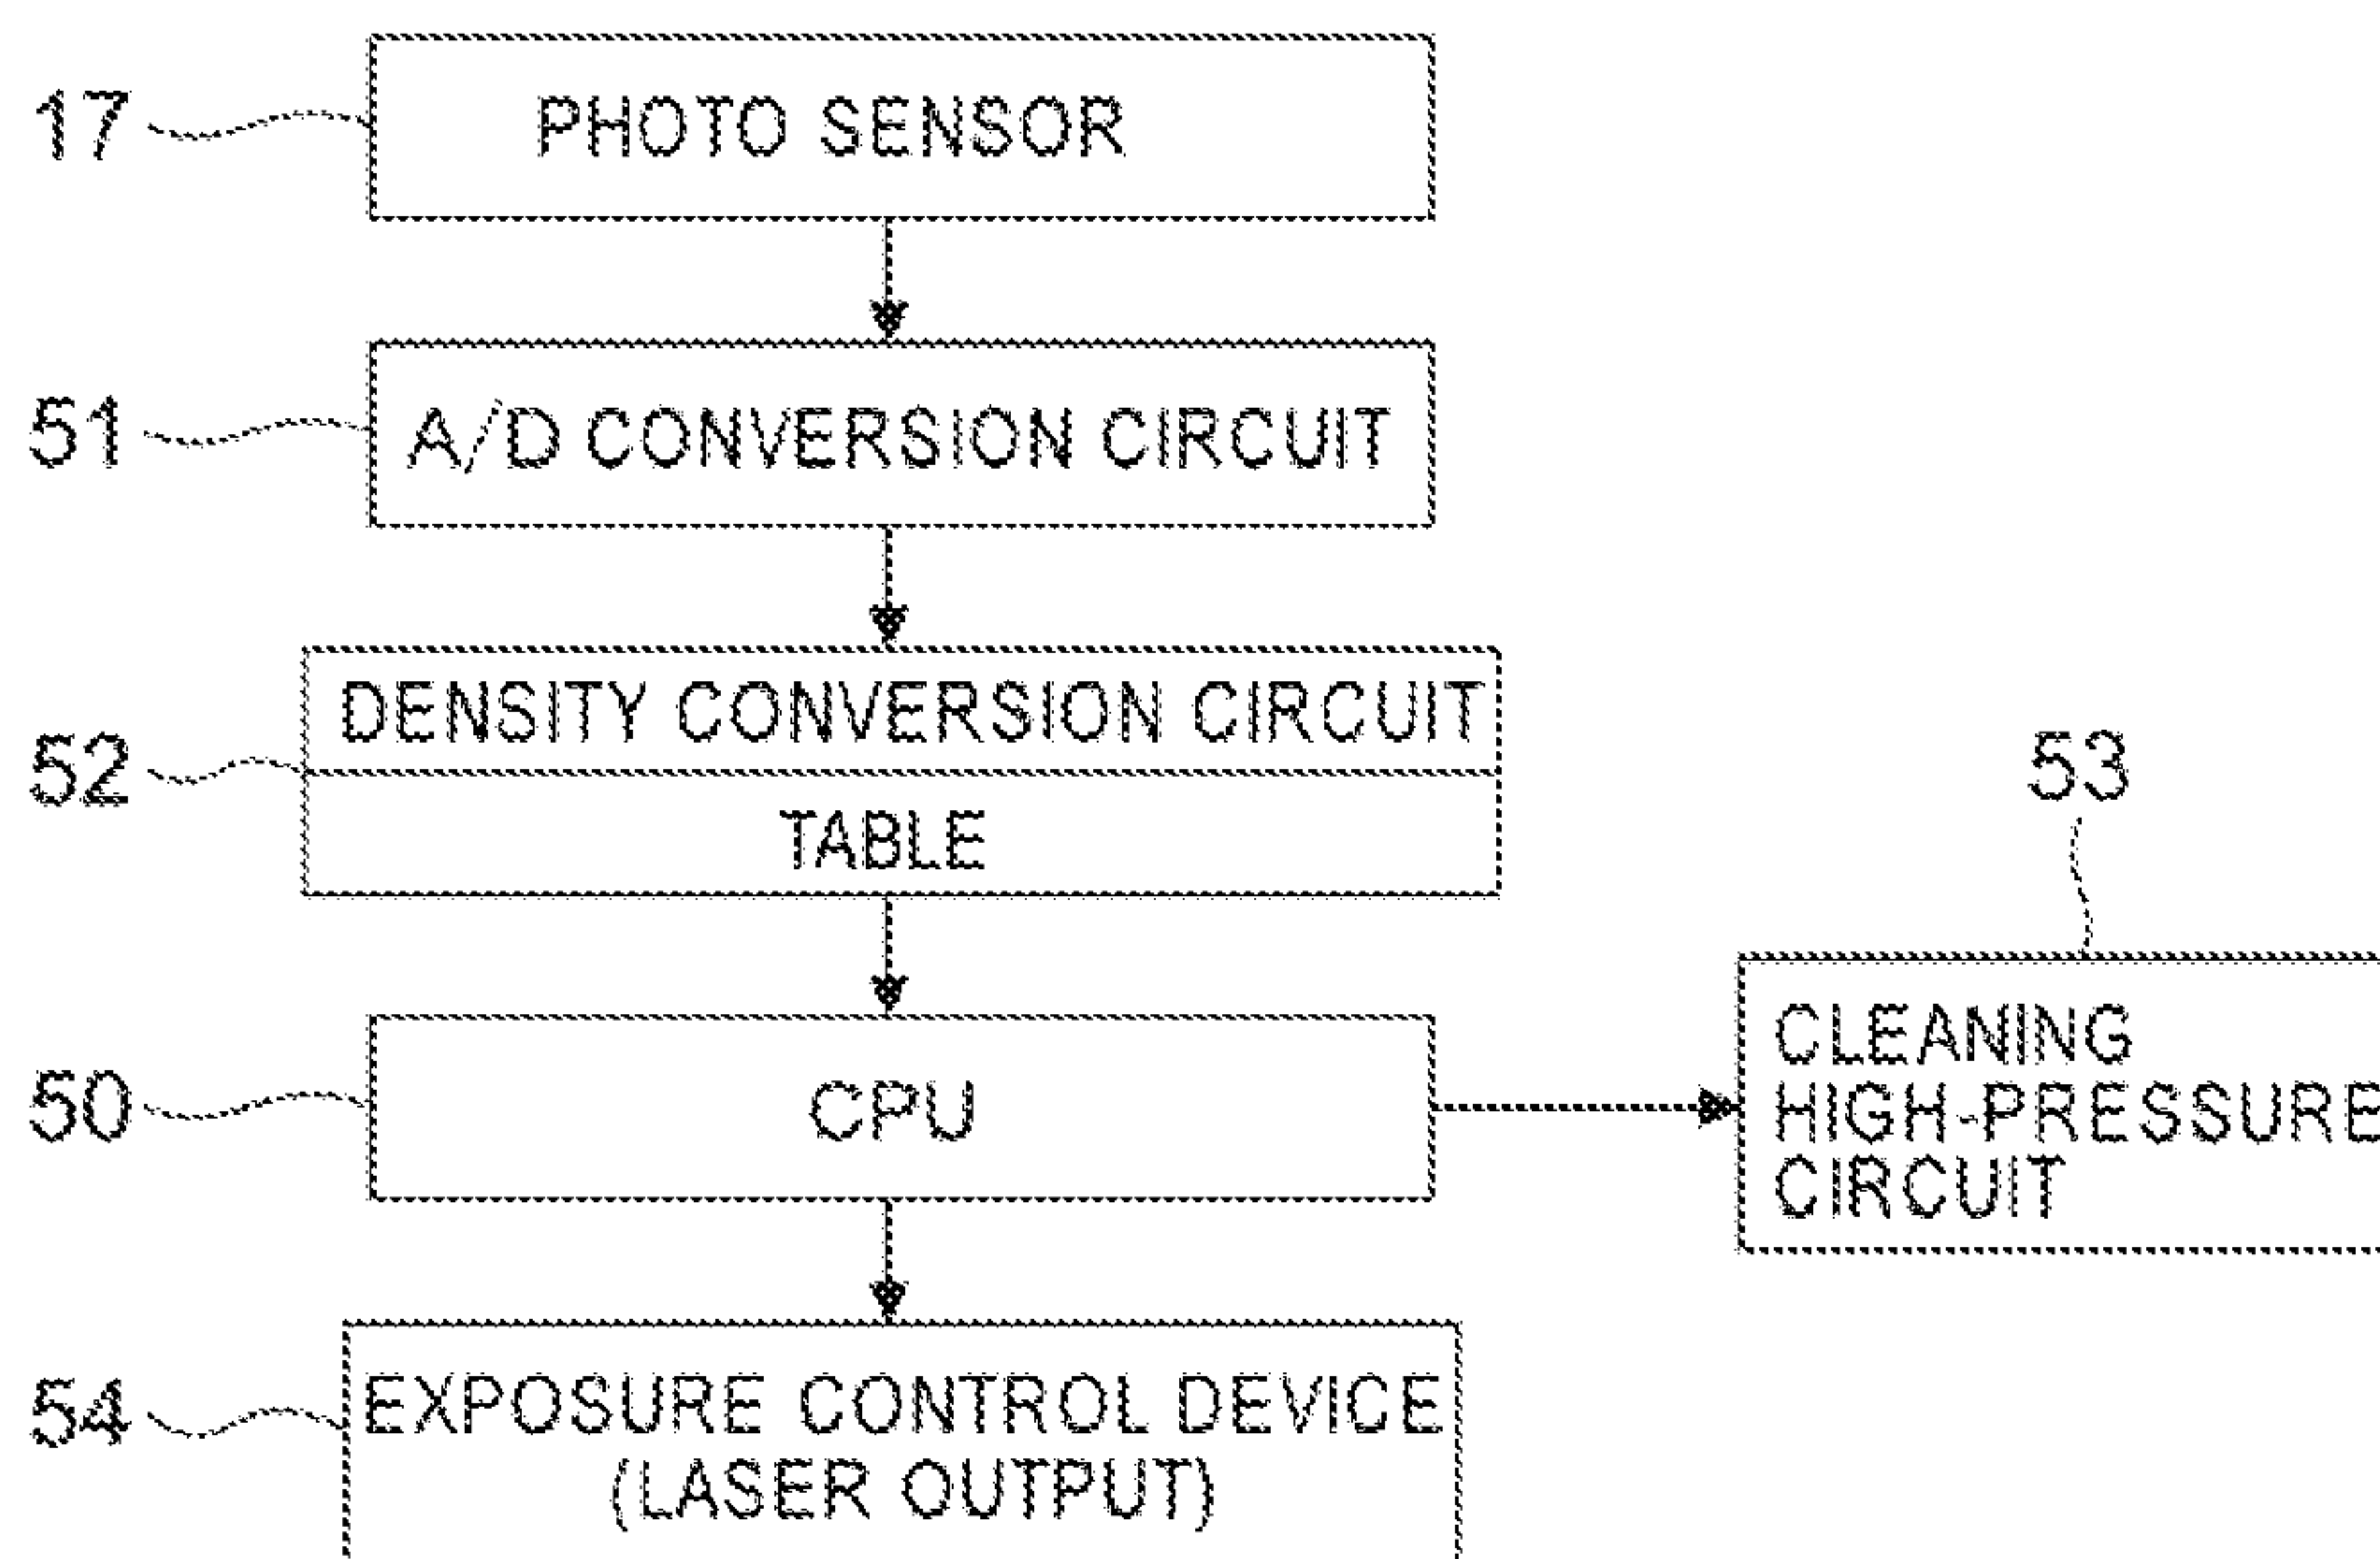 17
PHOTO SENSOR
51
A/D CONVERSION CIRCUIT
52
DENSITY CONVERSION CIRCUIT
TABLE
53
50
CPU
CLEANING
HIGH-PRESSURE
CIRCUIT
54
EXPOSURE CONTROL DEVICE
(LASER OUTPUT)